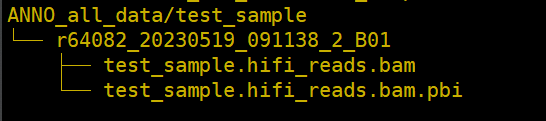 ANNO_all_data/test_sample
└── r64082_20230519_091138_2_B01
    ├── test_sample.hifi_reads.bam
    └── test_sample.hifi_reads.bam.pbi